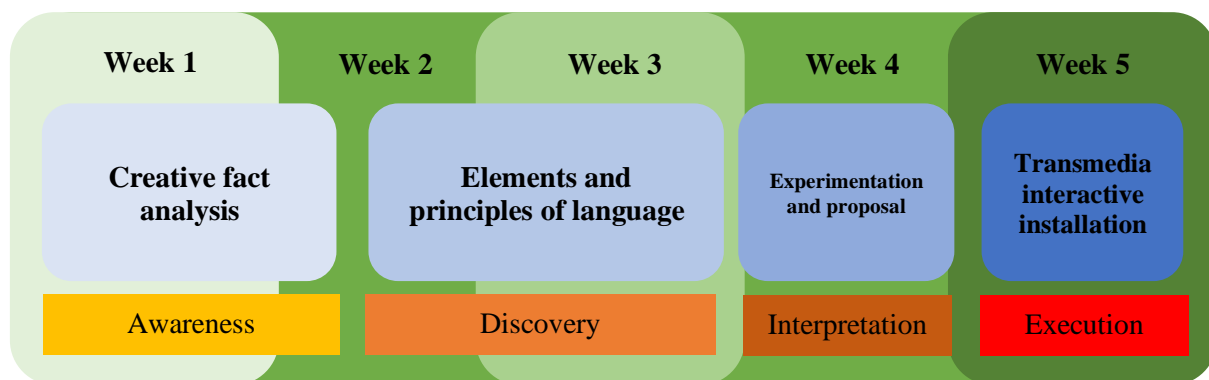 Week 1
Week 2
Week 3
Week 4
Week 5
Creative fact
analysis
Elements and
principles of language
Experimentation
and proposal
Transmedia
interactive
installation
Awareness
Discovery
Interpretation
Execution